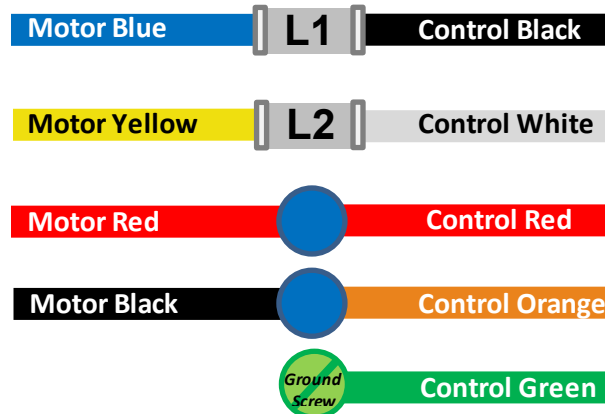 Motor Blue L1 Control Black
Motor Yellow L2 Control White
Motor Red Control Red
Motor Black Control Orange
Ground
Screw Control Green